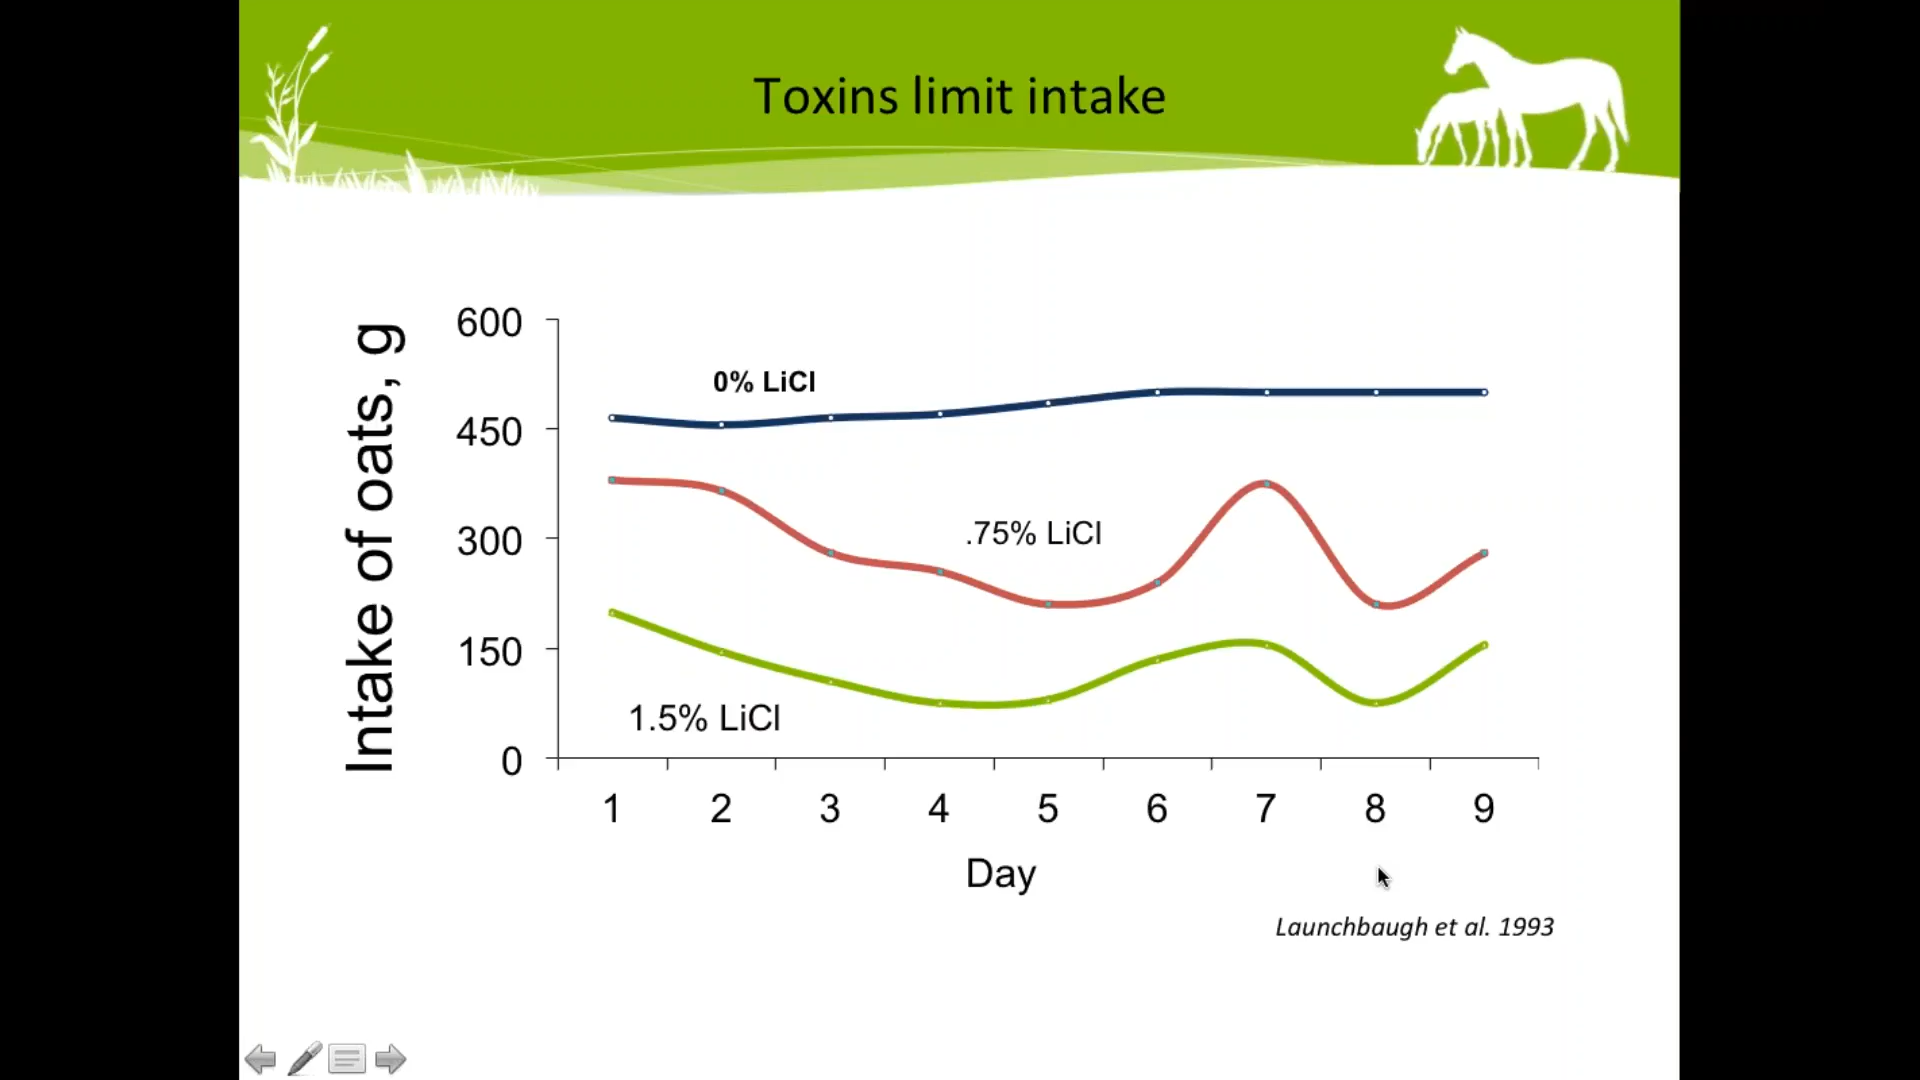 Toxins limit intake
Intake of oats, g
600
450
300
150
0
0% LiCl
.75% LiCl
1.5% LiCl
1 2 3 4 5 6 7 8 9
Day
Launchbaugh et al. 1993